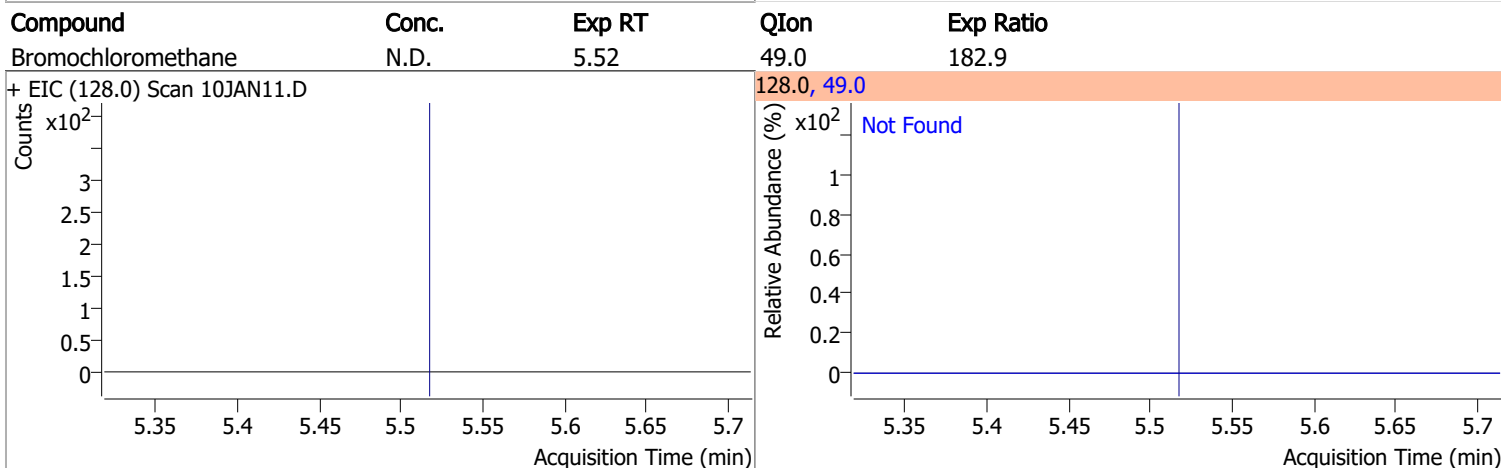 Compound Conc. Exp RT QIon Exp Ratio
Bromochloromethane N.D. 5.52 49.0 182.9
+ EIC (128.0) Scan 10JAN11.D
Counts
x10²
3
2.5
2
1.5
1
0.5
0
5.35 5.4 5.45 5.5 5.55 5.6 5.65 5.7
Acquisition Time (min)
128.0, 49.0
Relative Abundance (%)
x10²
Not Found
1
0.8
0.6
0.4
0.2
0
5.35 5.4 5.45 5.5 5.55 5.6 5.65 5.7
Acquisition Time (min)